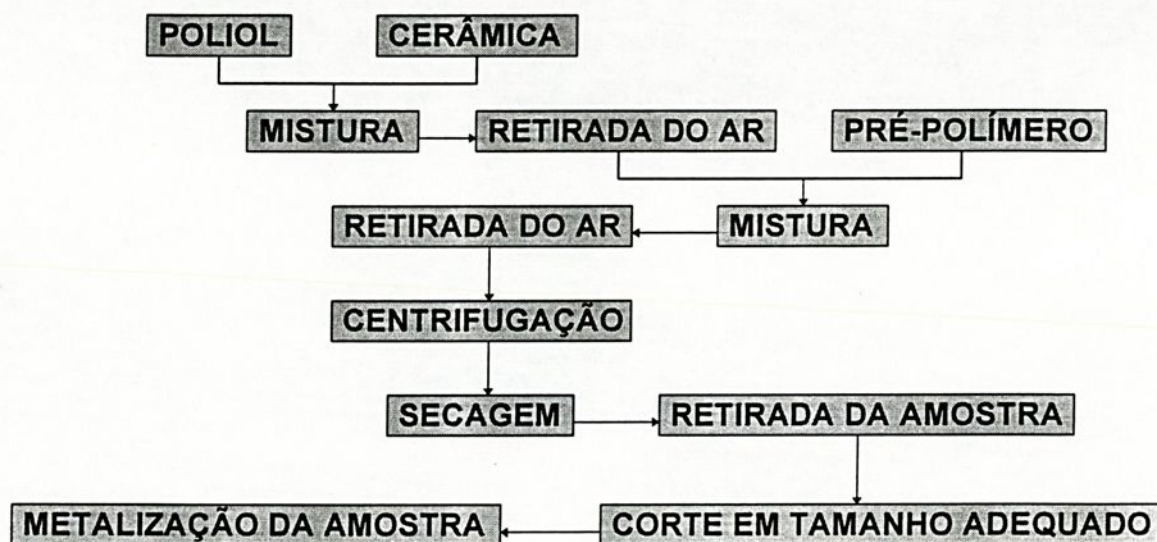 POLIOL
CERÂMICA
MISTURA
RETIRADA DO AR
PRÉ-POLÍMERO
RETIRADA DO AR
MISTURA
CENTRIFUGAÇÃO
SECAGEM
RETIRADA DA AMOSTRA
METALIZAÇÃO DA AMOSTRA
CORTE EM TAMANHO ADEQUADO